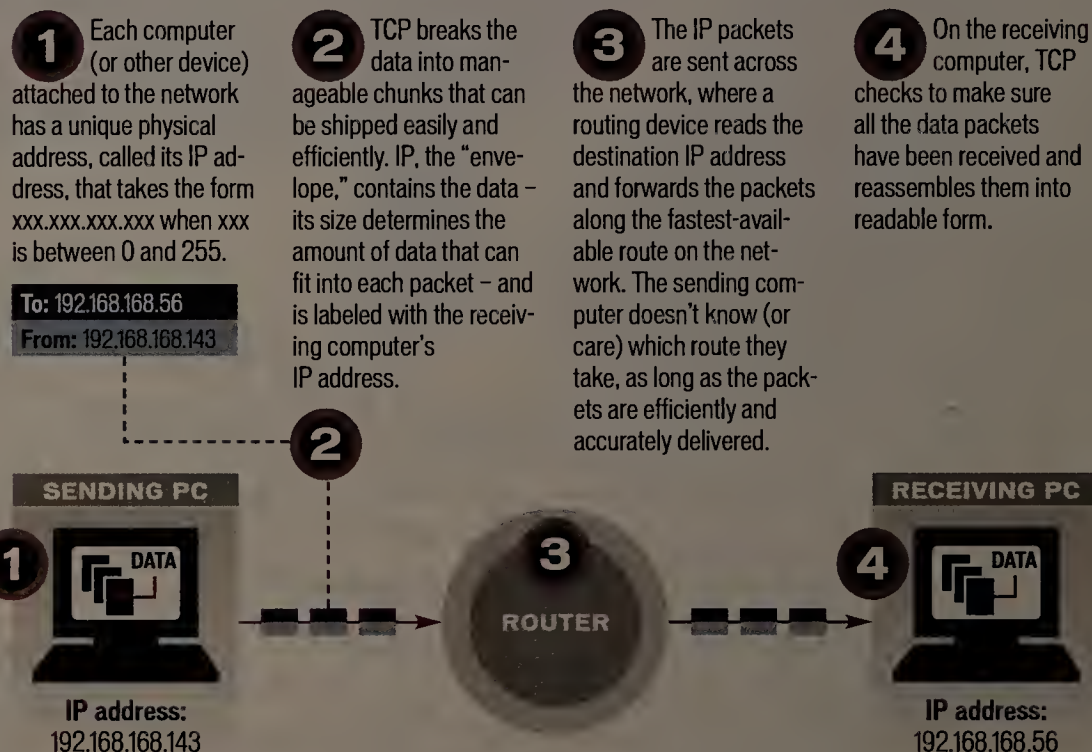 1 Each computer
(or other device)
attached to the network
has a unique physical
address, called its IP ad-
dress, that takes the form
xxx.xxx.xxx.xxx when xxx
is between 0 and 255.
To: 192.168.168.56
From: 192.168.168.143
2 TCP breaks the
data into man-
ageable chunks that can
be shipped easily and
efficiently. IP, the “enve-
lope,” contains the data –
its size determines the
amount of data that can
fit into each packet – and
is labeled with the receiv-
ing computer's
IP address.
3 The IP packets
are sent across
the network, where a
routing device reads the
destination IP address
and forwards the packets
along the fastest-avail-
able route on the net-
work. The sending com-
puter doesn't know (or
care) which route they
take, as long as the pack-
ets are efficiently and
accurately delivered.
4 On the receiving
computer, TCP
checks to make sure
all the data packets
have been received and
reassembles them into
readable form.
2
SENDING PC
1
DATA
IP address:
192.168.168.143
3
ROUTER
RECEIVING PC
4
DATA
IP address:
192.168.168.56